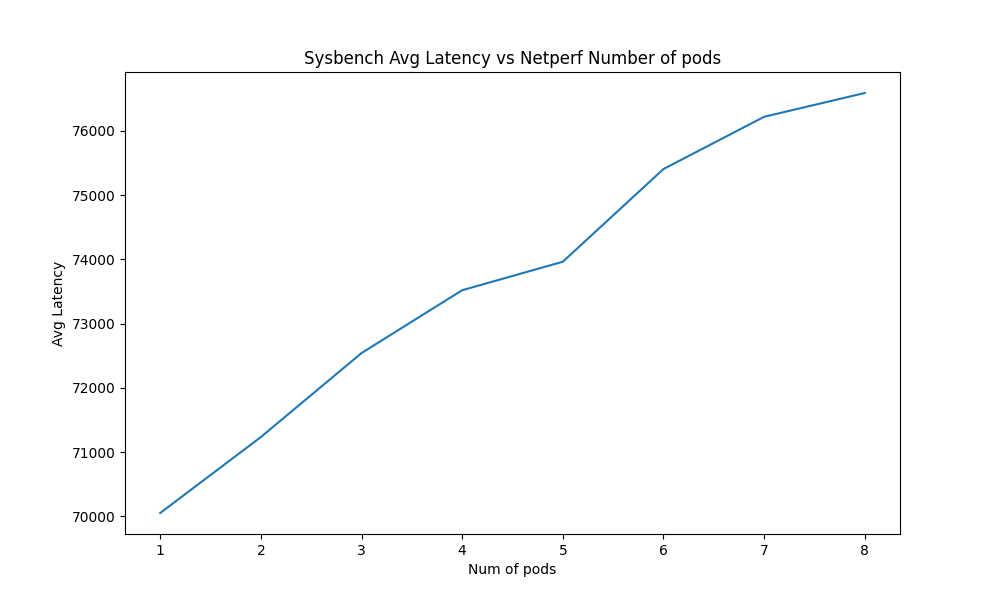 Sysbench Avg Latency vs Netperf Number of pods
Avg Latency
76000
75000
74000
73000
72000
71000
70000
1 2 3 4 5 6 7 8
Num of pods